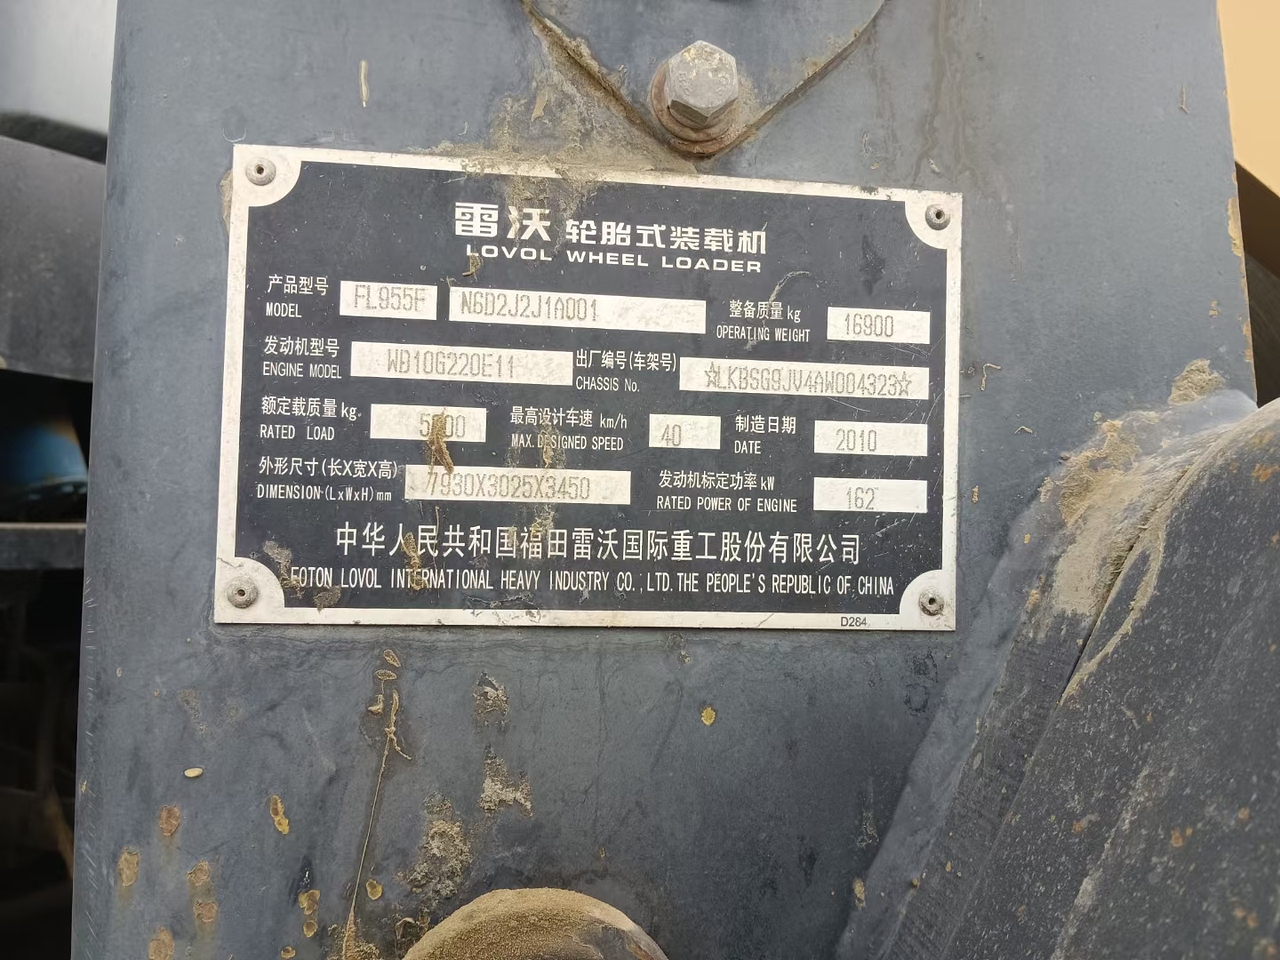 雷沃 轮胎式装载机
LOVOL WHEEL LOADER
产品型号 FL955F N6D2J2J1A001 整备质量 kg 16900
MODEL OPERATING WEIGHT
发动机型号 WD10G220E11 出厂编号(车架号) ☆LKBSG9JV4AW004323☆
ENGINE MODEL CHASSIS No.
额定载质量 kg 最高设计车速 km/h 40 制造日期 2010
RATED LOAD MAX.DESIGNED SPEED DATE
外形尺寸(长X宽X高) 7930X3025X3450 发动机标定功率 kW 162
DIMENSION(LxWxH)mm RATED POWER OF ENGINE
中华人民共和国福田雷沃国际重工股份有限公司
FOTON LOVOL INTERNATIONAL HEAVY INDUSTRY CO.,LTD.THE PEOPLE'S REPUBLIC OF CHINA
D284